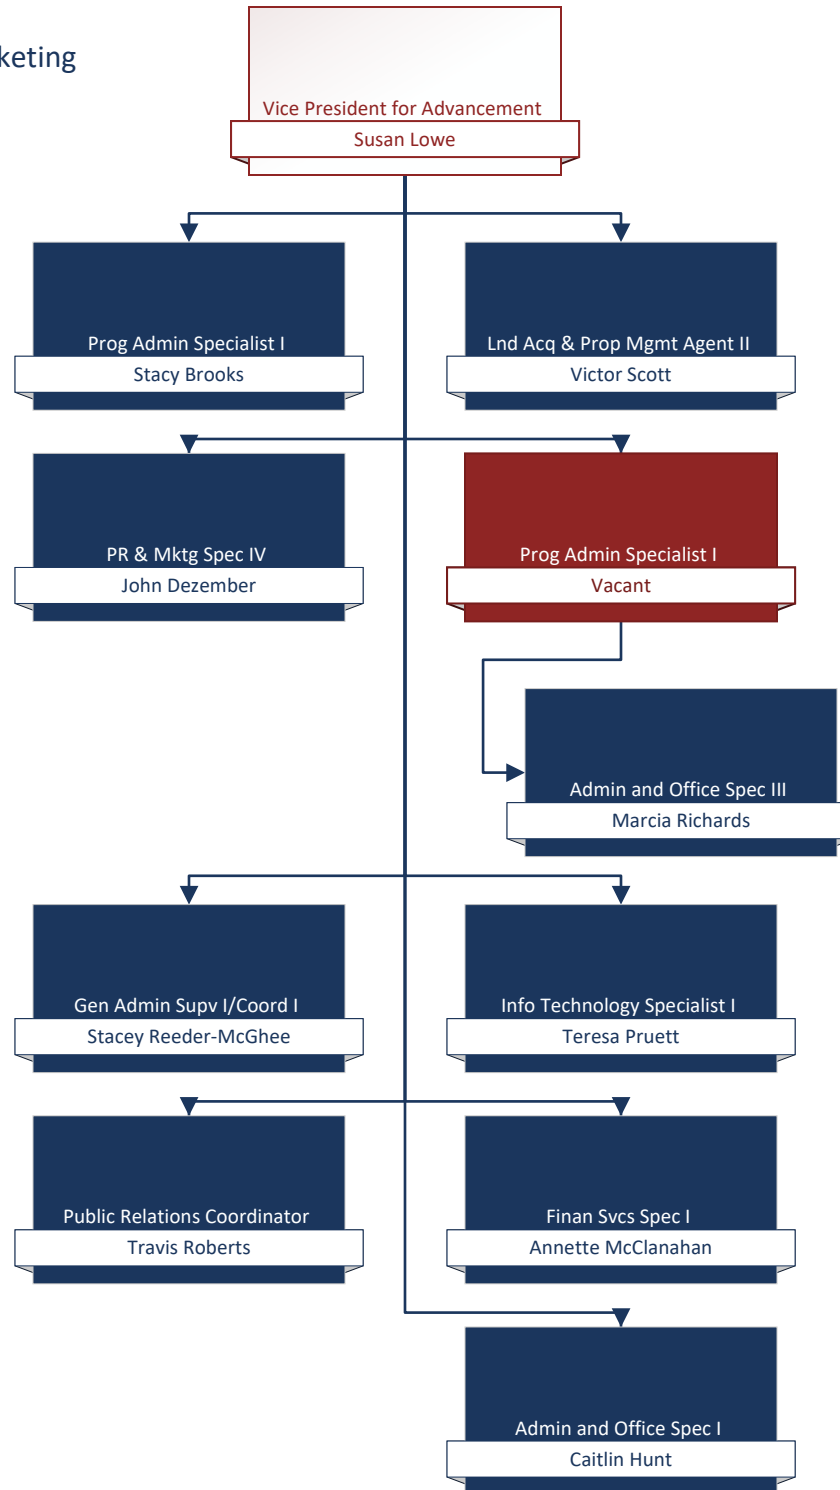 keting
Vice President for Advancement
Susan Lowe
Prog Admin Specialist I
Stacy Brooks
Lnd Acq & Prop Mgmt Agent II
Victor Scott
PR & Mktg Spec IV
John Dezember
Prog Admin Specialist I
Vacant
Admin and Office Spec III
Marcia Richards
Gen Admin Supv I/Coord I
Stacey Reeder-McGhee
Info Technology Specialist I
Teresa Pruett
Public Relations Coordinator
Travis Roberts
Finan Svcs Spec I
Annette McClanahan
Admin and Office Spec I
Caitlin Hunt